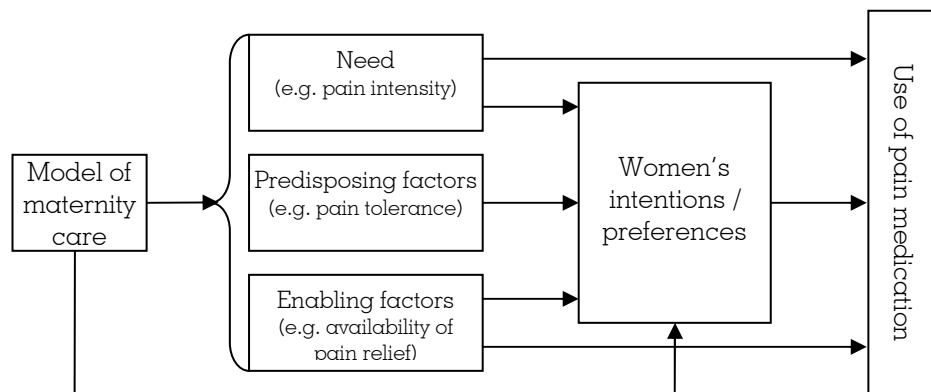 Need
(e.g. pain intensity)
Model of
maternity
care
Predisposing factors
(e.g. pain tolerance)
Enabling factors
(e.g. availability of
pain relief)
Women's
intentions /
preferences
Use of pain medication